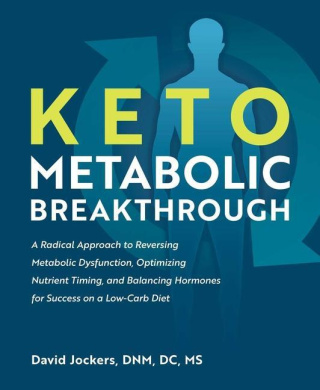 KETO
METABOLIC
BREAKTHROUGH
A Radical Approach to Reversing
Metabolic Dysfunction, Optimizing
Nutrient Timing, and Balancing Hormones
for Success on a Low-Carb Diet
David Jockers, DNM, DC, MS